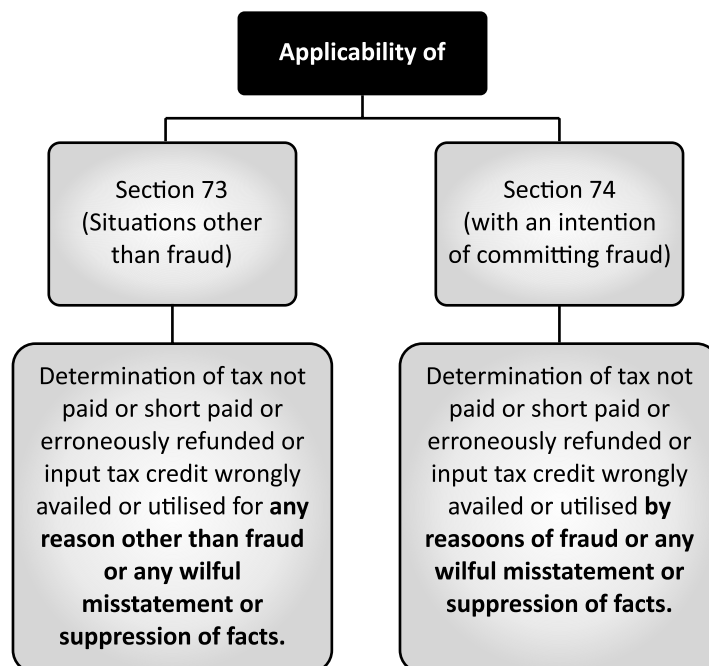 Applicability of
Section 73
(Situations other
than fraud)
Section 74
(with an intention
of committing fraud)
Determination of tax not
paid or short paid or
erroneously refunded or
input tax credit wrongly
availed or utilised for any
reason other than fraud
or any wilful
misstatement or
suppression of facts.
Determination of tax not
paid or short paid or
erroneously refunded or
input tax credit wrongly
availed or utilised by
reasoons of fraud or any
wilful misstatement or
suppression of facts.